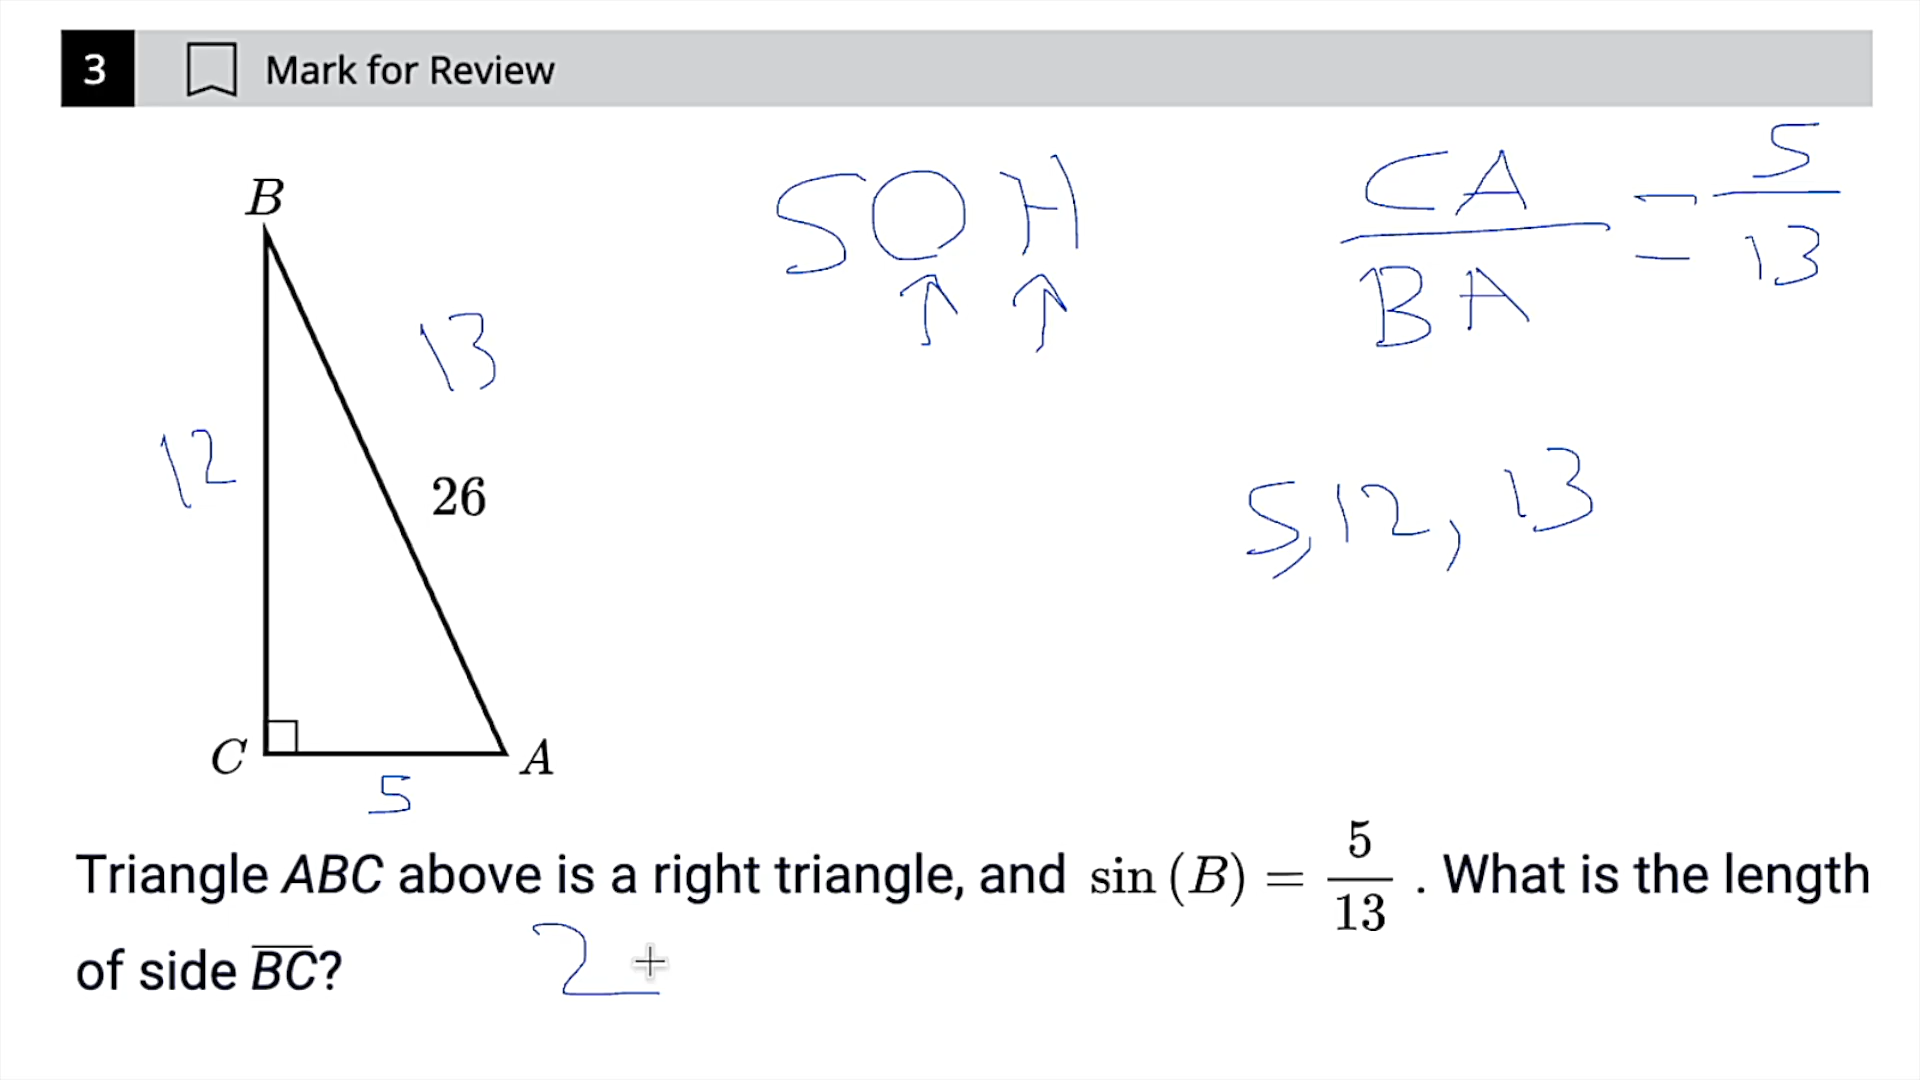 3 Mark for Review
B
SOH
CA/BA = 5/13
13
12
26
5, 12, 13
C
A
5
Triangle ABC above is a right triangle, and sin (B) = 5/13 . What is the length
of side B̅C̅?
2